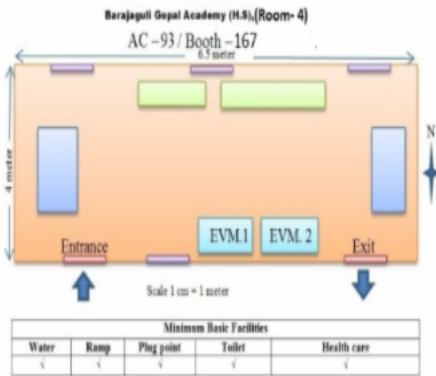 Barajaguli Gopal Academy (H.S),(Room- 4)
AC –93 / Booth –167
6.5 meter
4 meter
N
EVM.1 EVM. 2
Entrance Exit
Scale 1 cm = 1 meter
Minimum Basic Facilities
Water Ramp Plug point Toilet Health care
√ √ √ √ √